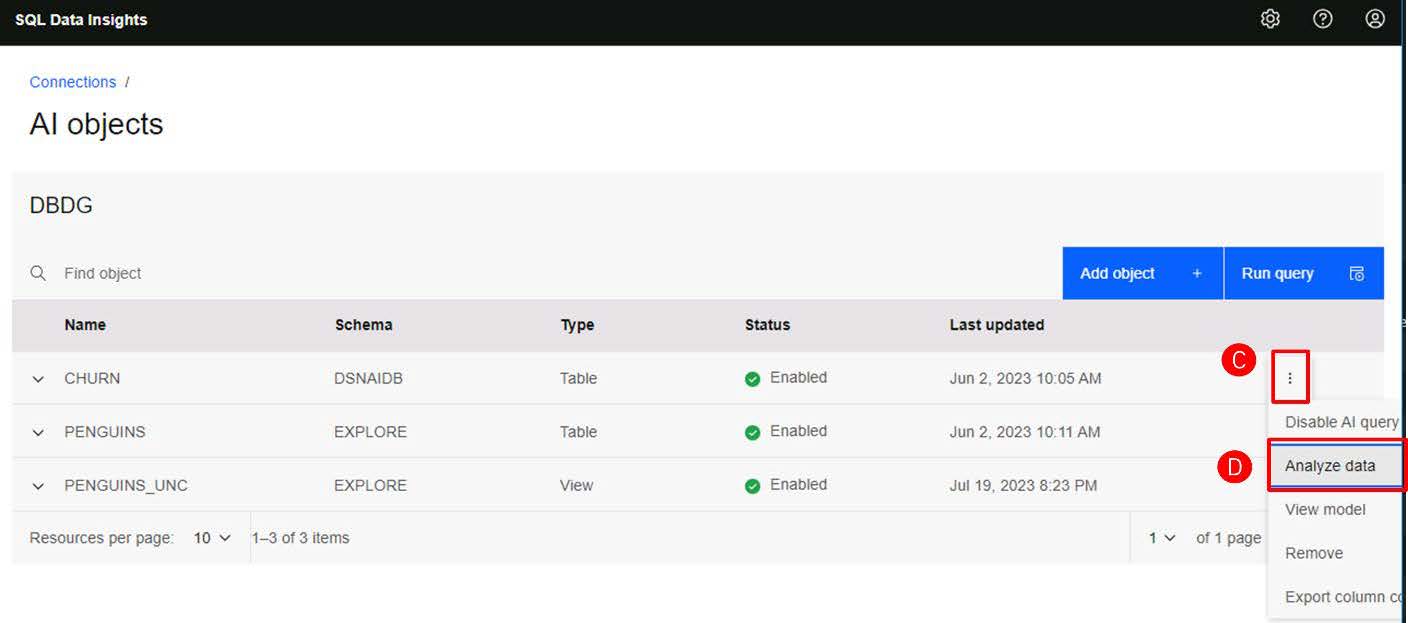 SQL Data Insights
Connections /
AI objects
DBDG
Find object
Add object +
Run query
Name Schema Type Status Last updated
CHURN DSNAIDB Table Enabled Jun 2, 2023 10:05 AM
C
PENGUINS EXPLORE Table Enabled Jun 2, 2023 10:11 AM
Disable AI query
PENGUINS_UNC EXPLORE View Enabled Jul 19, 2023 8:23 PM
D
Analyze data
View model
Resources per page: 10 1–3 of 3 items 1 of 1 page
Remove
Export column co